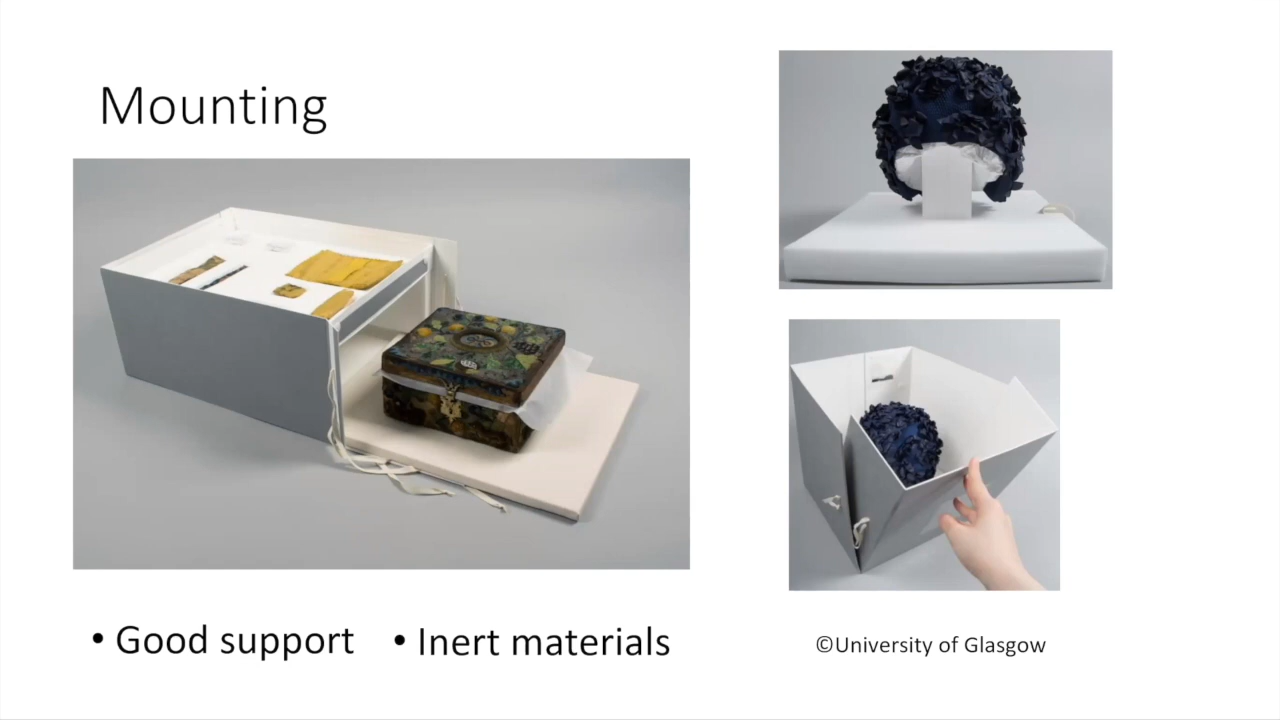 Mounting
• Good support
• Inert materials
©University of Glasgow